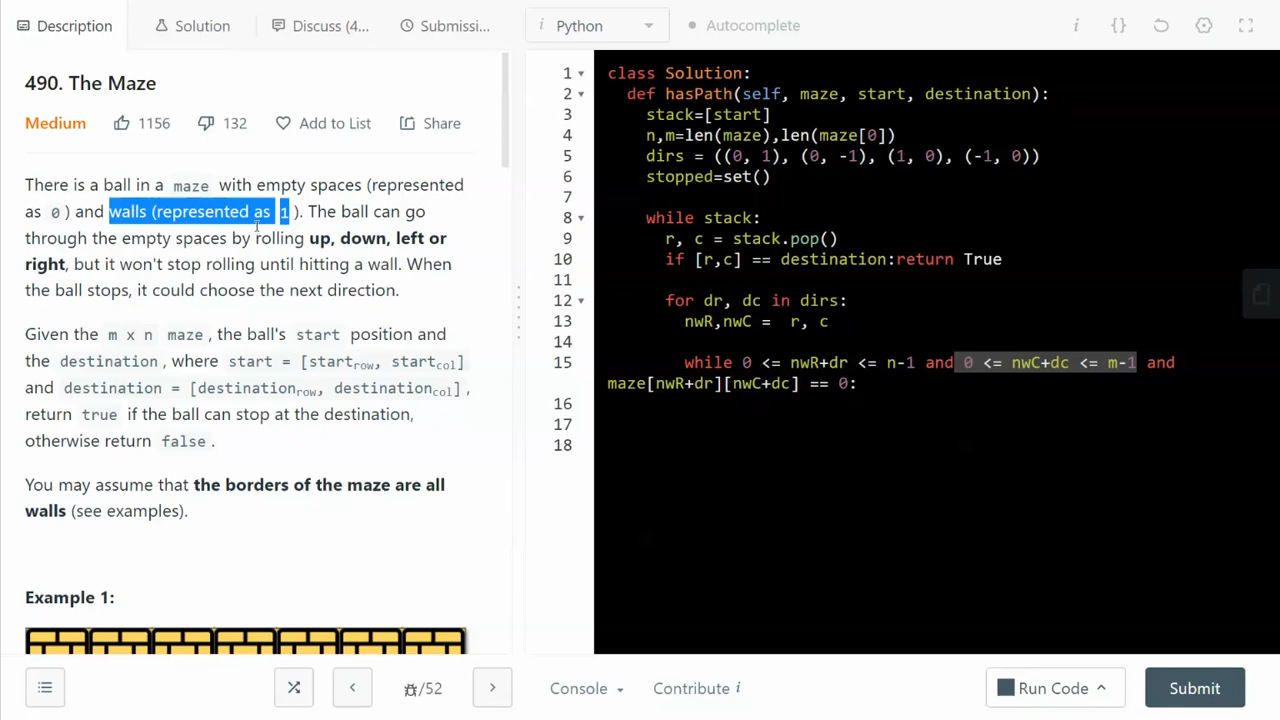 Description
Solution
Discuss (4...
Submissi...
i Python
Autocomplete
i {}
490. The Maze
Medium 1156 132 Add to List Share
There is a ball in a maze with empty spaces (represented
as 0 ) and walls (represented as 1 ). The ball can go
through the empty spaces by rolling up, down, left or
right, but it won't stop rolling until hitting a wall. When
the ball stops, it could choose the next direction.
Given the m x n maze , the ball's start position and
the destination , where start = [startrow, startcol]
and destination = [destinationrow, destinationcol] ,
return true if the ball can stop at the destination,
otherwise return false .
You may assume that the borders of the maze are all
walls (see examples).
Example 1:
1 class Solution:
2 def hasPath(self, maze, start, destination):
3 stack=[start]
4 n,m=len(maze),len(maze[0])
5 dirs = ((0, 1), (0, -1), (1, 0), (-1, 0))
6 stopped=set()
7
8 while stack:
9 r, c = stack.pop()
10 if [r,c] == destination:return True
11
12 for dr, dc in dirs:
13 nwR,nwC = r, c
14
15 while 0 <= nwR+dr <= n-1 and 0 <= nwC+dc <= m-1 and
maze[nwR+dr][nwC+dc] == 0:
16
17
18
/52
Console
Contribute i
Run Code
Submit